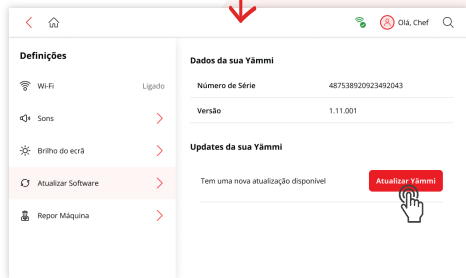 Olá, Chef
Definições
Wi-Fi Ligado
Sons
Brilho do ecrã
Atualizar Software
Repor Máquina
Dados da sua Yämmi
Número de Série 487538920923492043
Versão 1.11.001
Updates da sua Yämmi
Tem uma nova atualização disponível Atualizar Yämmi